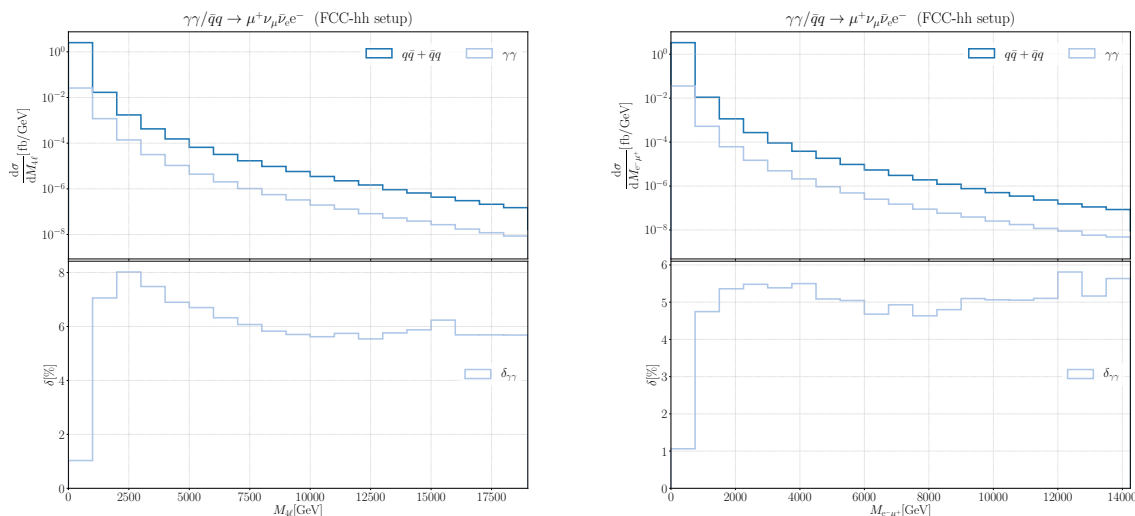 γγ/q̄q → μ⁺ν_μν̄_ee⁻ (FCC-hh setup)
qq̄ + q̄q γγ
dσ/dM_4ℓ [fb/GeV]
10⁰
10⁻²
10⁻⁴
10⁻⁶
10⁻⁸
δ_γγ
δ[%]
8
6
4
2
0
0 2500 5000 7500 10000 12500 15000 17500
M_4ℓ[GeV]
γγ/q̄q → μ⁺ν_μν̄_ee⁻ (FCC-hh setup)
qq̄ + q̄q γγ
dσ/dM_e⁻μ⁺ [fb/GeV]
10⁰
10⁻²
10⁻⁴
10⁻⁶
10⁻⁸
δ_γγ
δ[%]
6
5
4
3
2
1
0
0 2000 4000 6000 8000 10000 12000 14000
M_e⁻μ⁺[GeV]